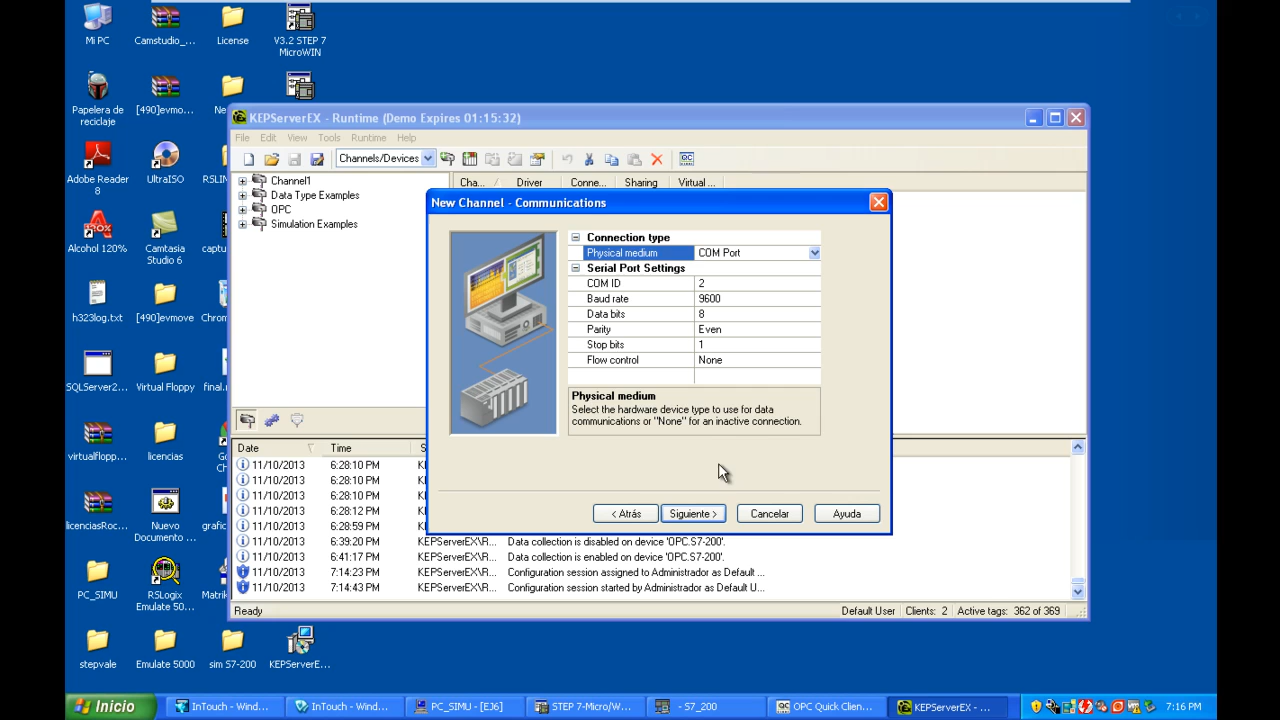 Mi PC
Camstudio_...
License
V3.2 STEP 7
MicroWIN
Papelera de
reciclaje
[490]evmo...
Adobe Reader
8
UltraISO
Alcohol 120%
Camtasia
Studio 6
h323log.txt
[490]evmove
SQLServer2...
Virtual Floppy
virtualflopp...
licencias
licenciasRoc...
Nuevo
Documento ...
PC_SIMU
RSLogix
Emulate 50...
stepvale
Emulate 5000
sim S7-200
KEPServerE...
KEPServerEX - Runtime (Demo Expires 01:15:32)
File Edit View Tools Runtime Help
Channels/Devices
QC
Channel1
Data Type Examples
OPC
Simulation Examples
Cha... Driver Conne... Sharing Virtual ...
New Channel - Communications
Connection type
Physical medium COM Port
Serial Port Settings
COM ID 2
Baud rate 9600
Data bits 8
Parity Even
Stop bits 1
Flow control None
Physical medium
Select the hardware device type to use for data
communications or "None" for an inactive connection.
< Atrás Siguiente > Cancelar Ayuda
Date Time
11/10/2013 6:28:10 PM
11/10/2013 6:28:10 PM
11/10/2013 6:28:10 PM
11/10/2013 6:28:12 PM
11/10/2013 6:28:59 PM
11/10/2013 6:39:20 PM KEPServerEX\R... Data collection is disabled on device 'OPC.S7-200'.
11/10/2013 6:41:17 PM KEPServerEX\R... Data collection is enabled on device 'OPC.S7-200'.
11/10/2013 7:14:23 PM KEPServerEX\R... Configuration session assigned to Administrador as Default ...
11/10/2013 7:14:43 PM KEPServerEX\R... Configuration session started by Administrador as Default U...
Ready Default User Clients: 2 Active tags: 362 of 369
Inicio
InTouch - Wind...
InTouch - Wind...
PC_SIMU - [EJ6]
STEP 7-Micro/W...
- S7_200
OPC Quick Clien...
KEPServerEX - ...
7:16 PM